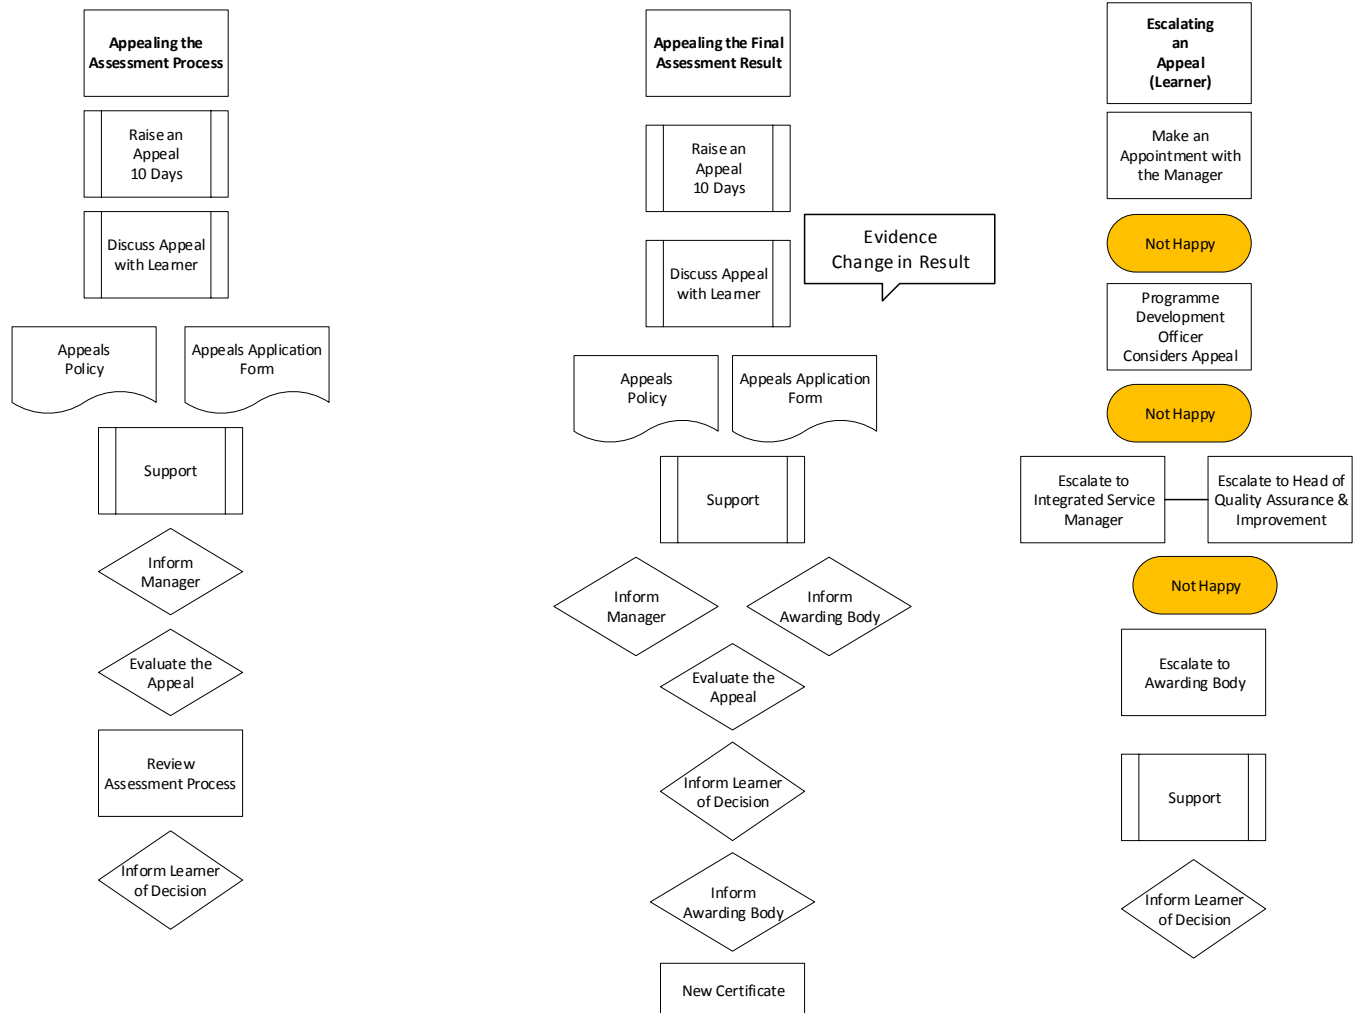 Appealing the
Assessment Process
Raise an
Appeal
10 Days
Discuss Appeal
with Learner
Appeals
Policy
Appeals Application
Form
Support
Inform
Manager
Evaluate the
Appeal
Review
Assessment Process
Inform Learner
of Decision
Appealing the Final
Assessment Result
Raise an
Appeal
10 Days
Evidence
Change in Result
Discuss Appeal
with Learner
Appeals
Policy
Appeals Application
Form
Support
Inform
Manager
Inform
Awarding Body
Evaluate the
Appeal
Inform Learner
of Decision
Inform
Awarding Body
New Certificate
Escalating
an
Appeal
(Learner)
Make an
Appointment with
the Manager
Not Happy
Programme
Development
Officer
Considers Appeal
Not Happy
Escalate to
Integrated Service
Manager
Escalate to Head of
Quality Assurance &
Improvement
Not Happy
Escalate to
Awarding Body
Support
Inform Learner
of Decision